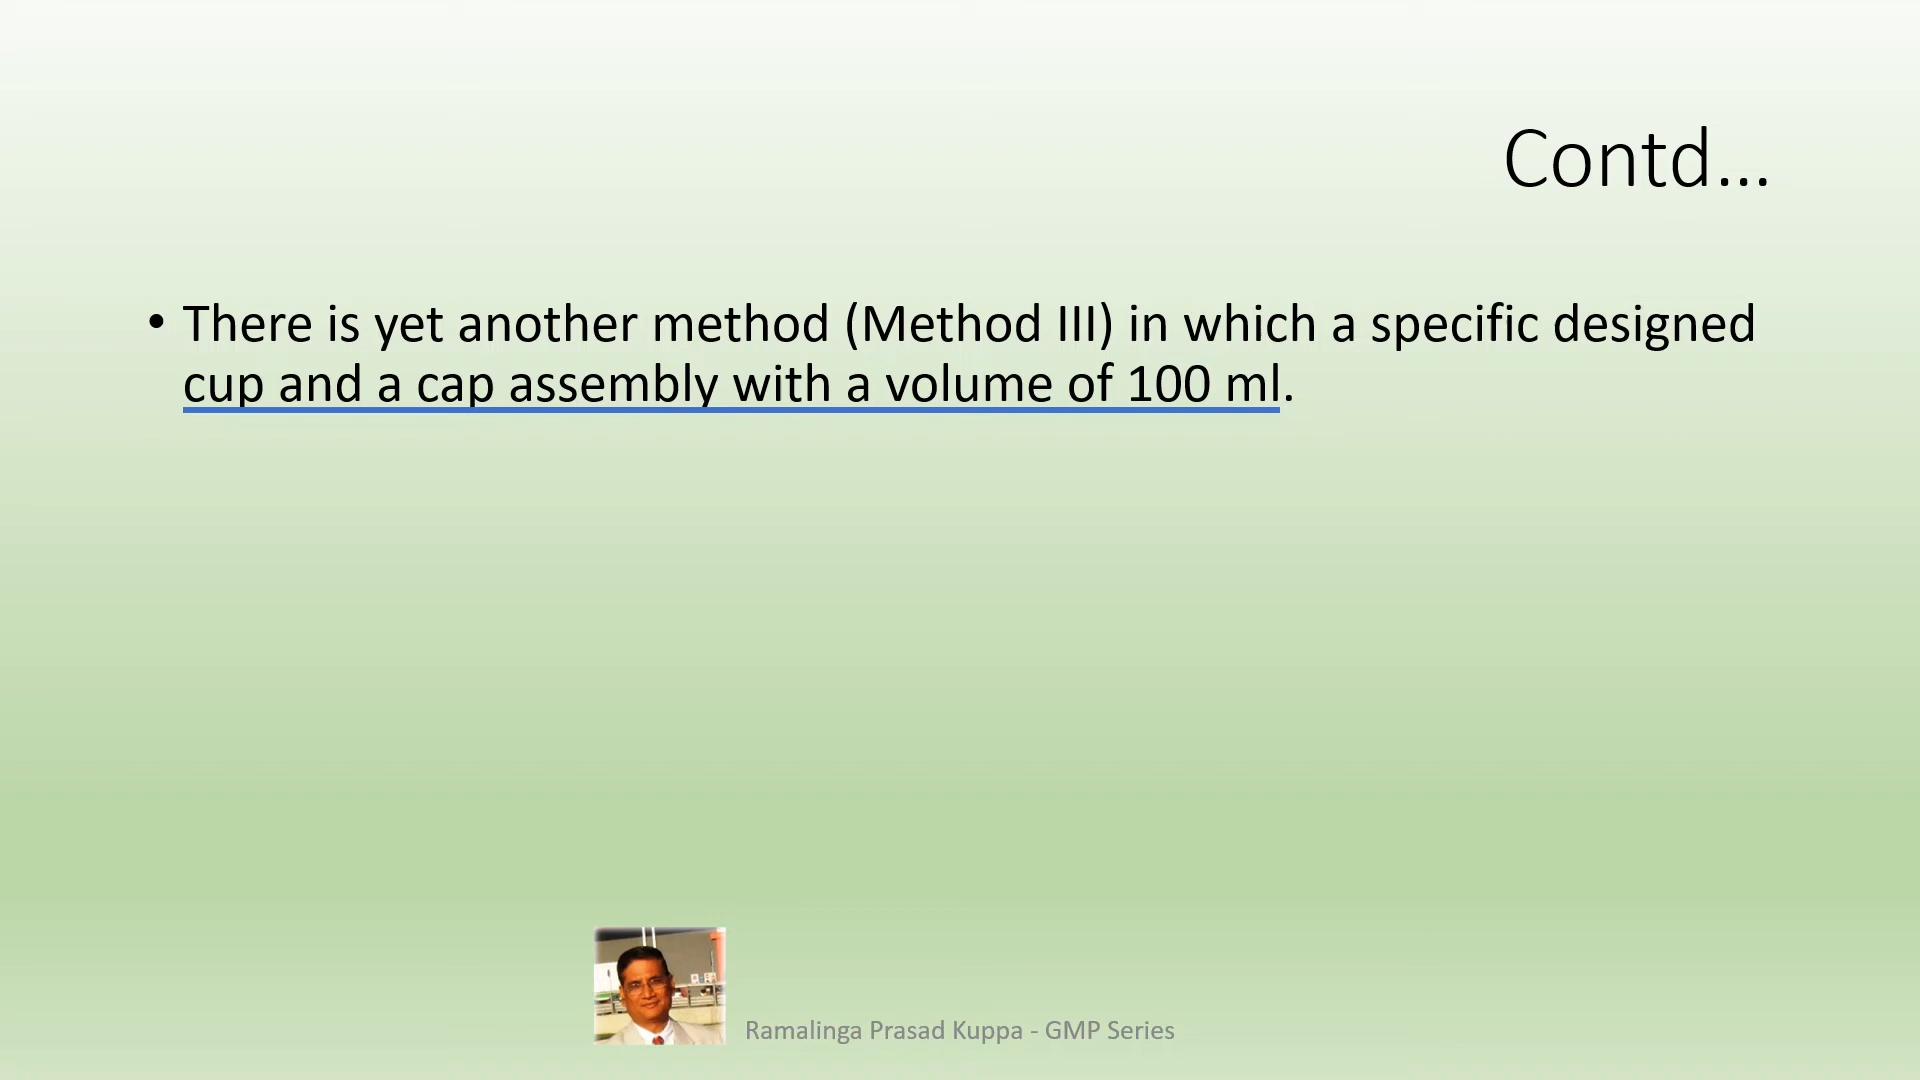 Contd...
• There is yet another method (Method III) in which a specific designed
cup and a cap assembly with a volume of 100 ml.
Ramalinga Prasad Kuppa - GMP Series